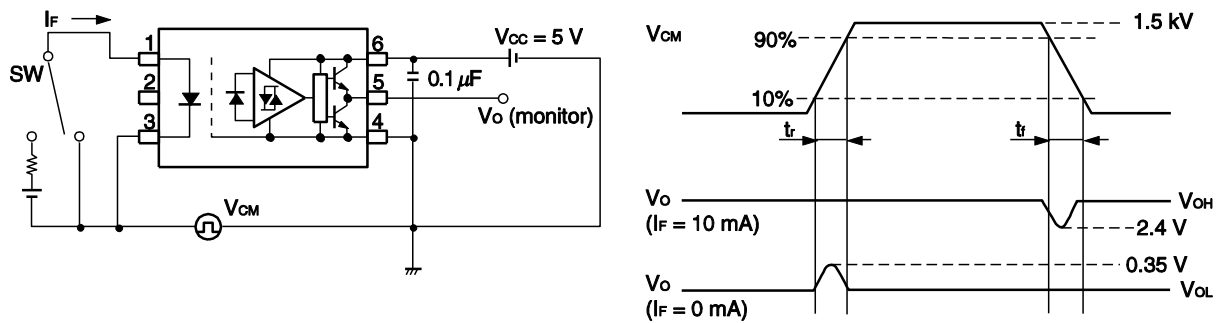 IF
SW
1
2
3
6
5
4
VCC = 5 V
0.1 μF
VO (monitor)
VCM
VCM
90%
10%
1.5 kV
tr
tf
VO
(IF = 10 mA)
VOH
2.4 V
0.35 V
VO
(IF = 0 mA)
VOL